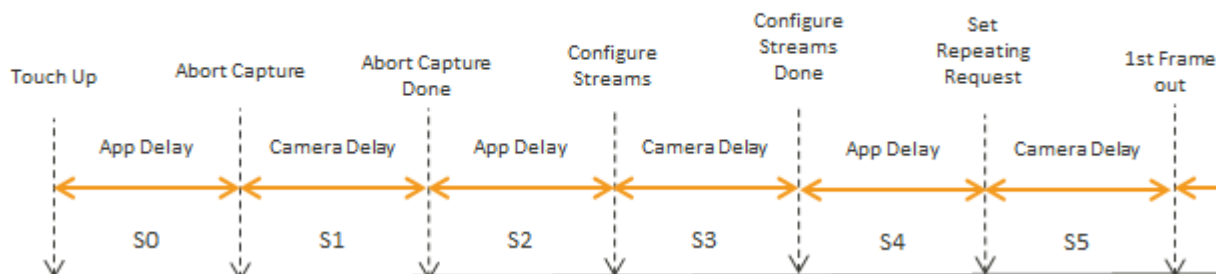 Touch Up
Abort Capture
Abort Capture
Done
Configure
Streams
Configure
Streams
Done
Set
Repeating
Request
1st Frame
out
App Delay
Camera Delay
App Delay
Camera Delay
App Delay
Camera Delay
S0
S1
S2
S3
S4
S5